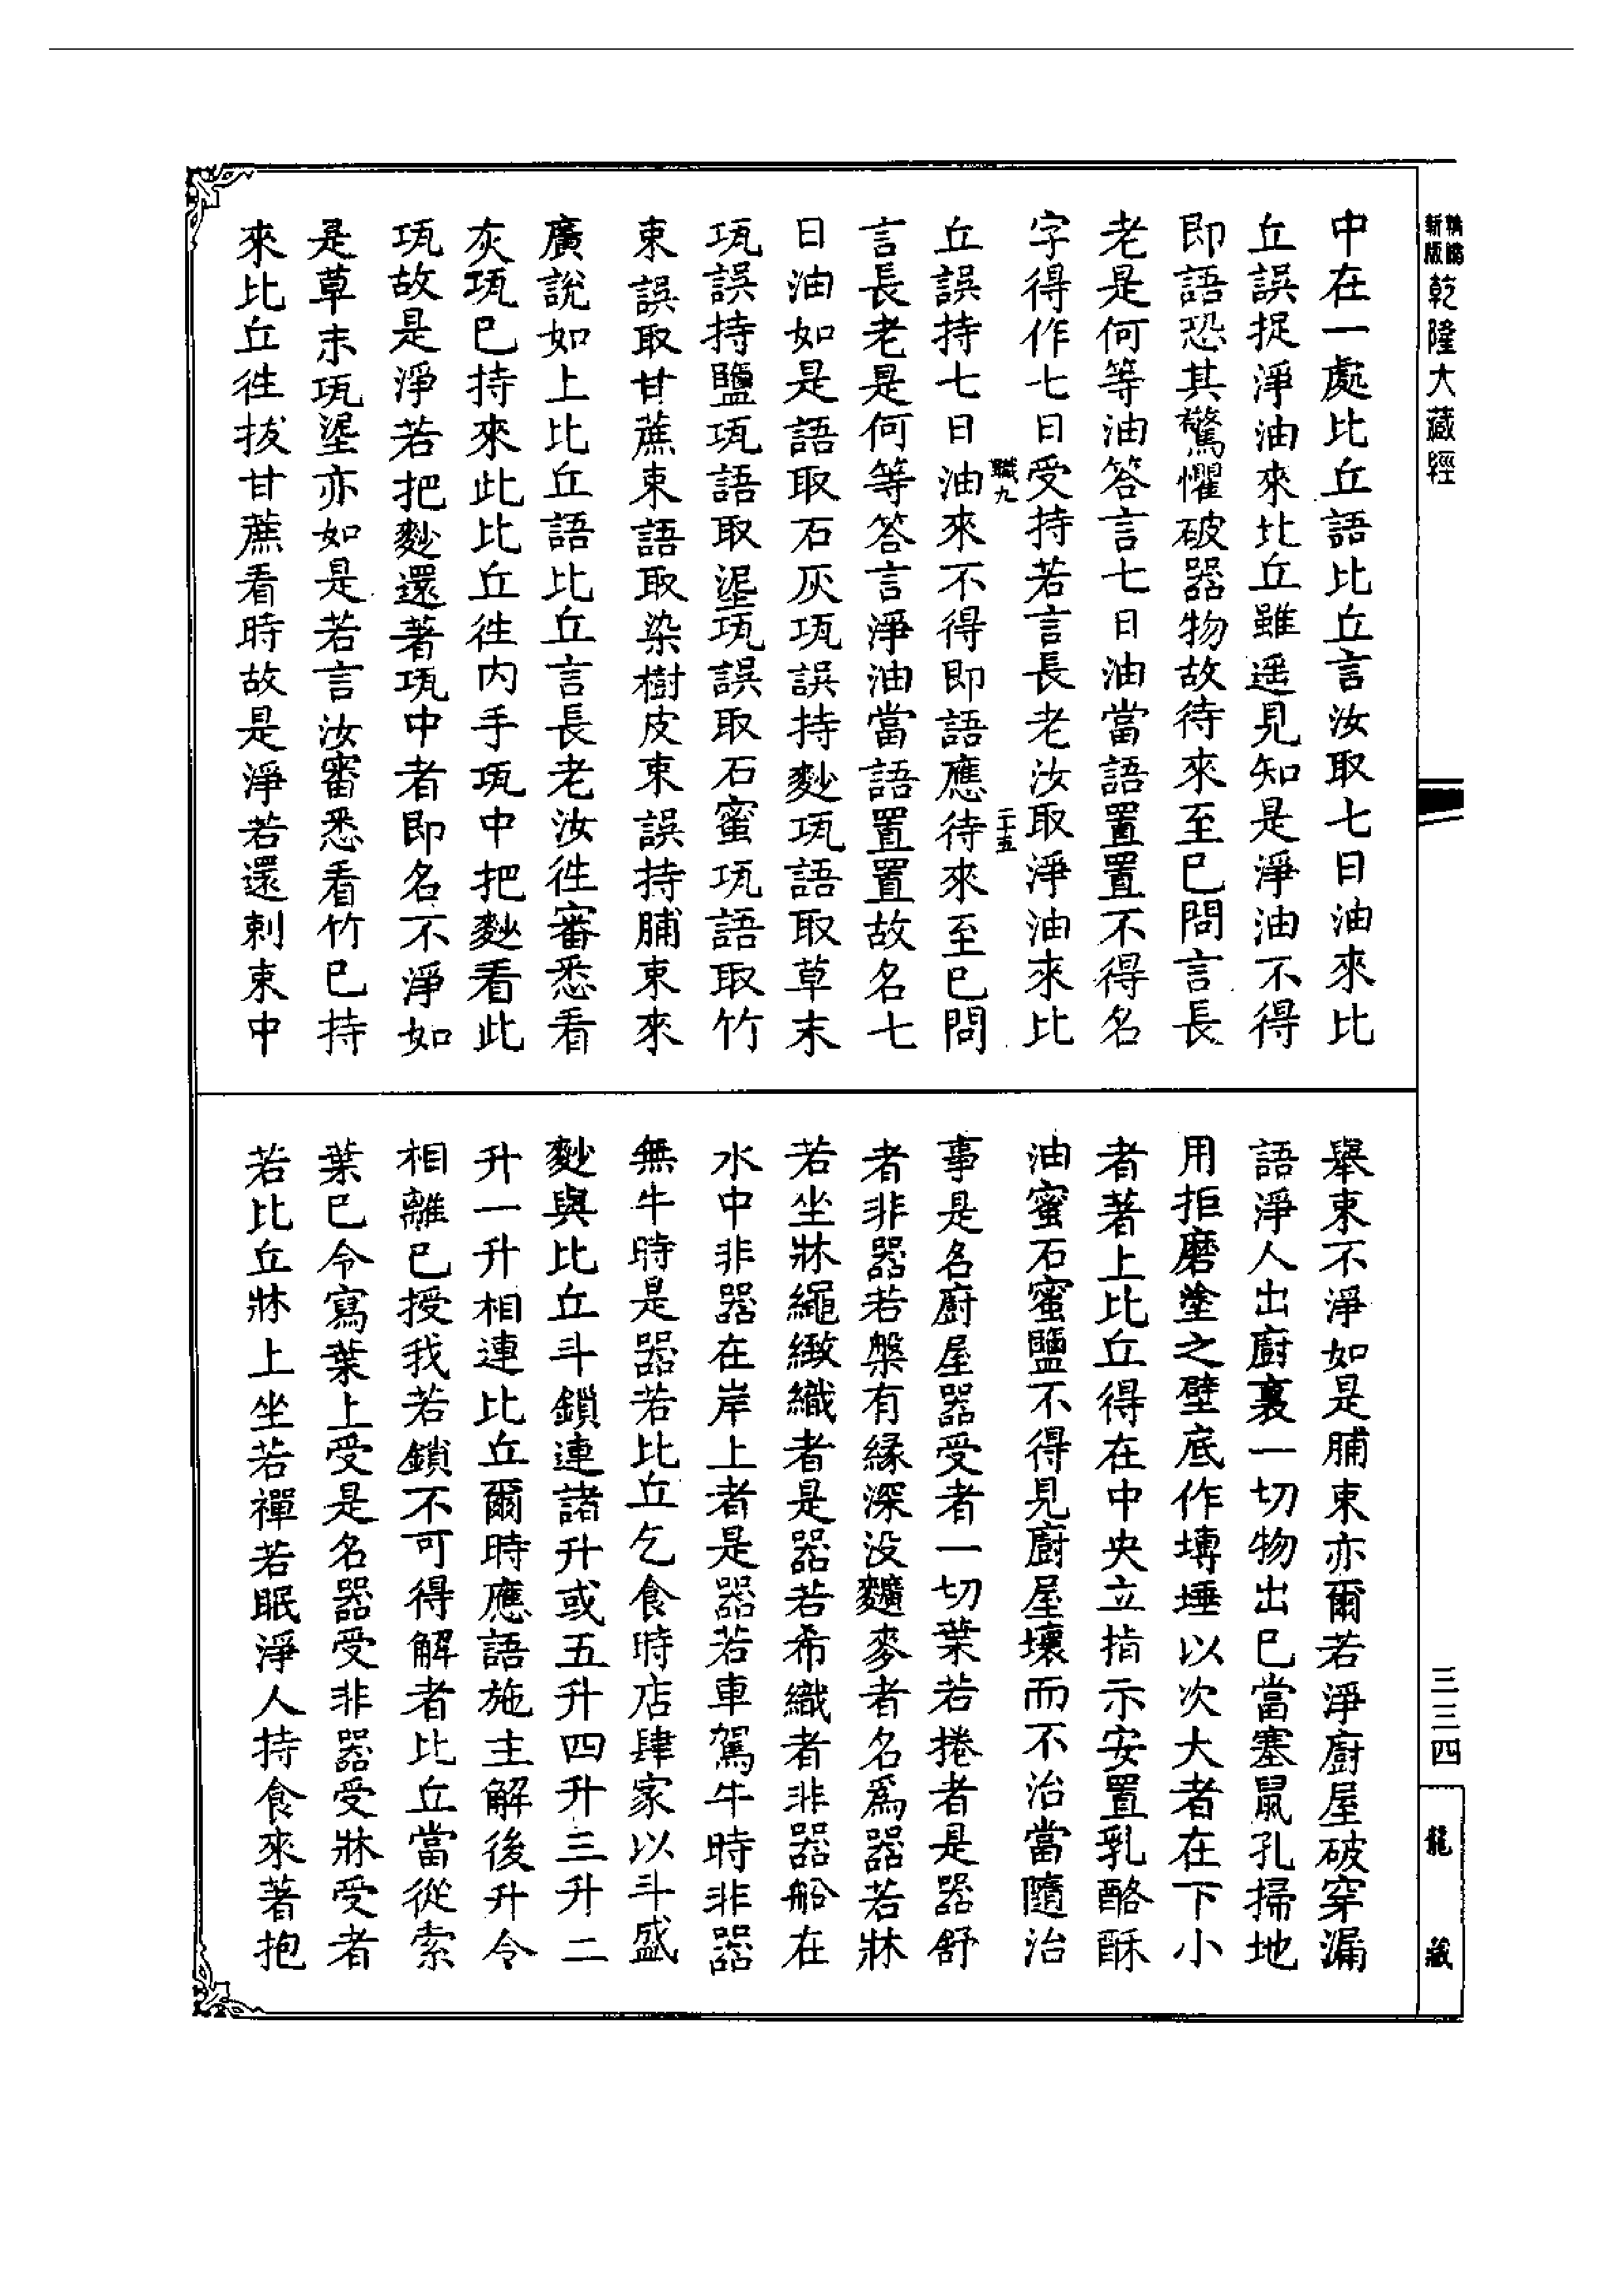 新版
精縮
乾隆大藏經
三三四
龍藏
中在一處比丘語比丘言汝取七日油來比
丘誤捉淨油來比丘雖遥見知是淨油不得
即語恐其驚懼破器物故待來至已問言長
老是何等油答言七日油當語置置不得名
字得作七日受持若言長老汝取淨油來比
職九
二十五
丘誤持七日油來不得即語應待來至已問
言長老是何等答言淨油當語置置故名七
日油如是語取石灰瓨誤持麨瓨語取草末
瓨誤持鹽瓨語取埿瓨誤取石蜜瓨語取竹
束誤取甘蔗束語取染樹皮束誤持脯束來
廣說如上比丘語比丘言長老汝徃審悉看
灰瓨已持來此比丘徃内手瓨中把麨看此
瓨故是淨若把麨還著瓨中者即名不淨如
是草末瓨埿亦如是若言汝審悉看竹已持
來比丘徃拔甘蔗看時故是淨若還刺束中
舉束不淨如是脯束亦爾若淨廚屋破穿漏
語淨人出廚裏一切物出已當塞鼠孔掃地
用拒磨塗之壁底作塼埵以次大者在下小
者著上比丘得在中央立指示安置乳酪酥
油蜜石蜜鹽不得見廚屋壞而不治當隨治
事是名廚屋器受者一切葉若捲者是器舒
者非器若槃有緣深没麵麥者名爲器若牀
若坐牀繩緻織者是器若希織者非器船在
水中非器在岸上者是器若車駕牛時非器
無牛時是器若比丘乞食時店肆家以斗盛
麨與比丘斗鎖連諸升或五升四升三升二
升一升相連比丘爾時應語施主解後升令
相離已授我若鎖不可得解者比丘當從索
葉已令寫葉上受是名器受非器受牀受者
若比丘牀上坐若禪若眠淨人持食來著抱